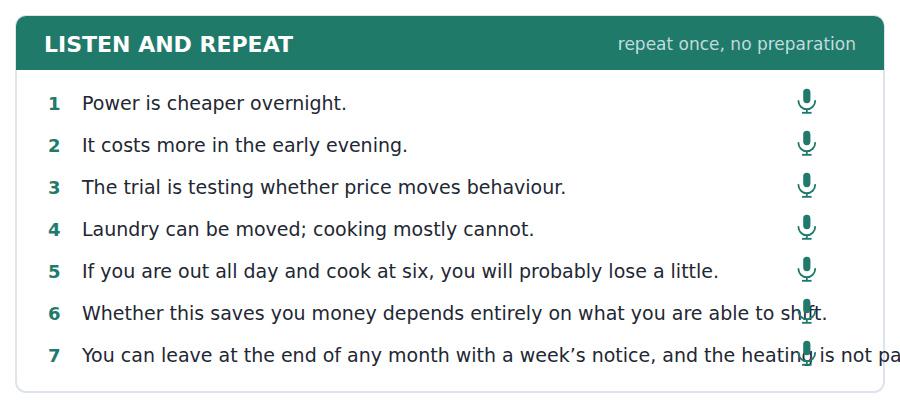 LISTEN AND REPEAT
repeat once, no preparation
1 Power is cheaper overnight.
2 It costs more in the early evening.
3 The trial is testing whether price moves behaviour.
4 Laundry can be moved; cooking mostly cannot.
5 If you are out all day and cook at six, you will probably lose a little.
6 Whether this saves you money depends entirely on what you are able to shift.
7 You can leave at the end of any month with a week’s notice, and the heating is not